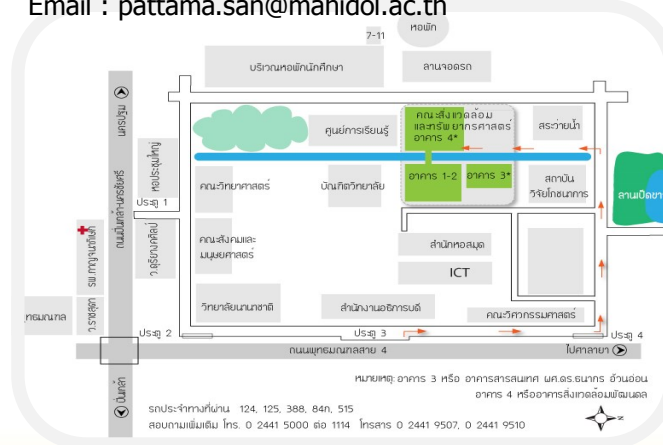 Email : pattama.san@mahidol.ac.th
7-11
หอพัก
บริเวณหอพักนักศึกษา
ลานจอดรถ
นครปฐม
ถนนปิ่นเกล้า-นครชัยศรี
หอประชุมใหญ่
ศูนย์การเรียนรู้
คณะสิ่งแวดล้อม
และทรัพยากรศาสตร์
อาคาร 4*
สระว่ายน้ำ
คณะวิทยาศาสตร์
บัณฑิตวิทยาลัย
อาคาร 1-2
อาคาร 3*
สถาบัน
วิจัยโภชนาการ
ประตู 1
รพ.กาญจนาภิเษก
ว.ดุริยางคศิลป์
คณะสังคมและ
มนุษยศาสตร์
สำนักหอสมุด
ICT
ว.ราชสุดา
วิทยาลัยนานาชาติ
สำนักงานอธิการบดี
คณะวิศวกรรมศาสตร์
ประตู 2
ประตู 3
ประตู 4
ถนนพุทธมณฑลสาย 4
ไปศาลายา
ปิ่นเกล้า
หมายเหตุ: อาคาร 3 หรือ อาคารสารสนเทศ ผศ.ดร.ธนากร อ้วนอ่อน
อาคาร 4 หรืออาคารสิ่งแวดล้อมพัฒนดล
รถประจำทางที่ผ่าน 124, 125, 388, 84ก, 515
สอบถามเพิ่มเติม โทร. 0 2441 5000 ต่อ 1114 โทรสาร 0 2441 9507, 0 2441 9510
N